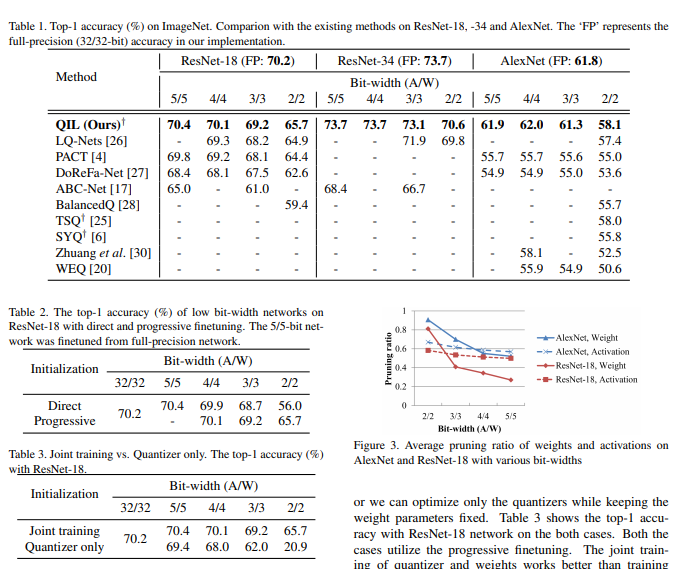 Table 1. Top-1 accuracy (%) on ImageNet. Comparion with the existing methods on ResNet-18, -34 and AlexNet. The ‘FP’ represents the
full-precision (32/32-bit) accuracy in our implementation.
Method ResNet-18 (FP: 70.2) ResNet-34 (FP: 73.7) AlexNet (FP: 61.8)
Bit-width (A/W)
5/5 4/4 3/3 2/2 5/5 4/4 3/3 2/2 5/5 4/4 3/3 2/2
QIL (Ours)† 70.4 70.1 69.2 65.7 73.7 73.7 73.1 70.6 61.9 62.0 61.3 58.1
LQ-Nets [26] - 69.3 68.2 64.9 - - 71.9 69.8 - - - 57.4
PACT [4] 69.8 69.2 68.1 64.4 - - - - 55.7 55.7 55.6 55.0
DoReFa-Net [27] 68.4 68.1 67.5 62.6 - - - - 54.9 54.9 55.0 53.6
ABC-Net [17] 65.0 - 61.0 - 68.4 - 66.7 - - - - -
BalancedQ [28] - - - 59.4 - - - - - - - 55.7
TSQ† [25] - - - - - - - - - - - 58.0
SYQ† [6] - - - - - - - - - - - 55.8
Zhuang et al. [30] - - - - - - - - - 58.1 - 52.5
WEQ [20] - - - - - - - - - 55.9 54.9 50.6
Table 2. The top-1 accuracy (%) of low bit-width networks on
ResNet-18 with direct and progressive finetuning. The 5/5-bit net-
work was finetuned from full-precision network.
Initialization Bit-width (A/W)
32/32 5/5 4/4 3/3 2/2
Direct 70.2 70.4 69.9 68.7 56.0
Progressive - 70.1 69.2 65.7
Table 3. Joint training vs. Quantizer only. The top-1 accuracy (%)
with ResNet-18.
Initialization Bit-width (A/W)
32/32 5/5 4/4 3/3 2/2
Joint training 70.2 70.4 70.1 69.2 65.7
Quantizer only 69.4 68.0 62.0 20.9
Pruning ratio
1
0.8
0.6
0.4
0.2
0
2/2 3/3 4/4 5/5
Bit-width (A/W)
AlexNet, Weight
AlexNet, Activation
ResNet-18, Weight
ResNet-18, Activation
Figure 3. Average pruning ratio of weights and activations on
AlexNet and ResNet-18 with various bit-widths
or we can optimize only the quantizers while keeping the
weight parameters fixed. Table 3 shows the top-1 accu-
racy with ResNet-18 network on the both cases. Both the
cases utilize the progressive finetuning. The joint train-
ing of quantizer and weights works better than training